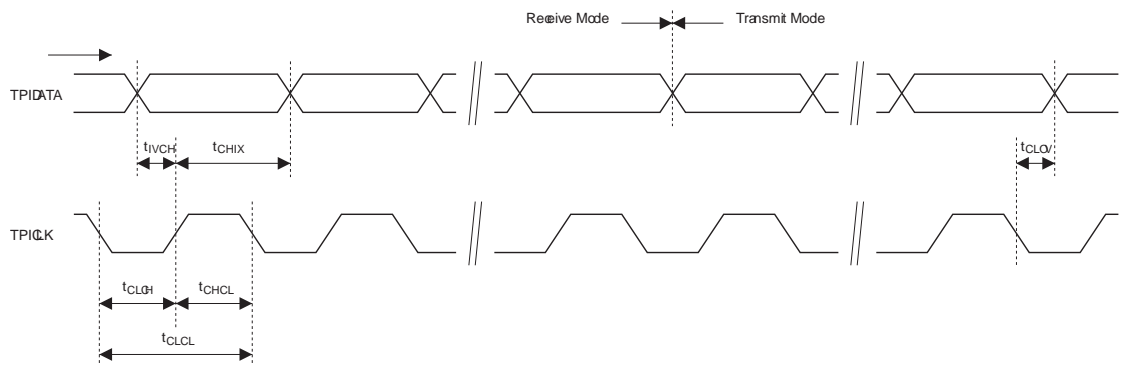 Receive Mode
Transmit Mode
TPIDATA
tIVCH
tCHIX
tCLOV
TPICLK
tCLCH
tCHCL
tCLCL